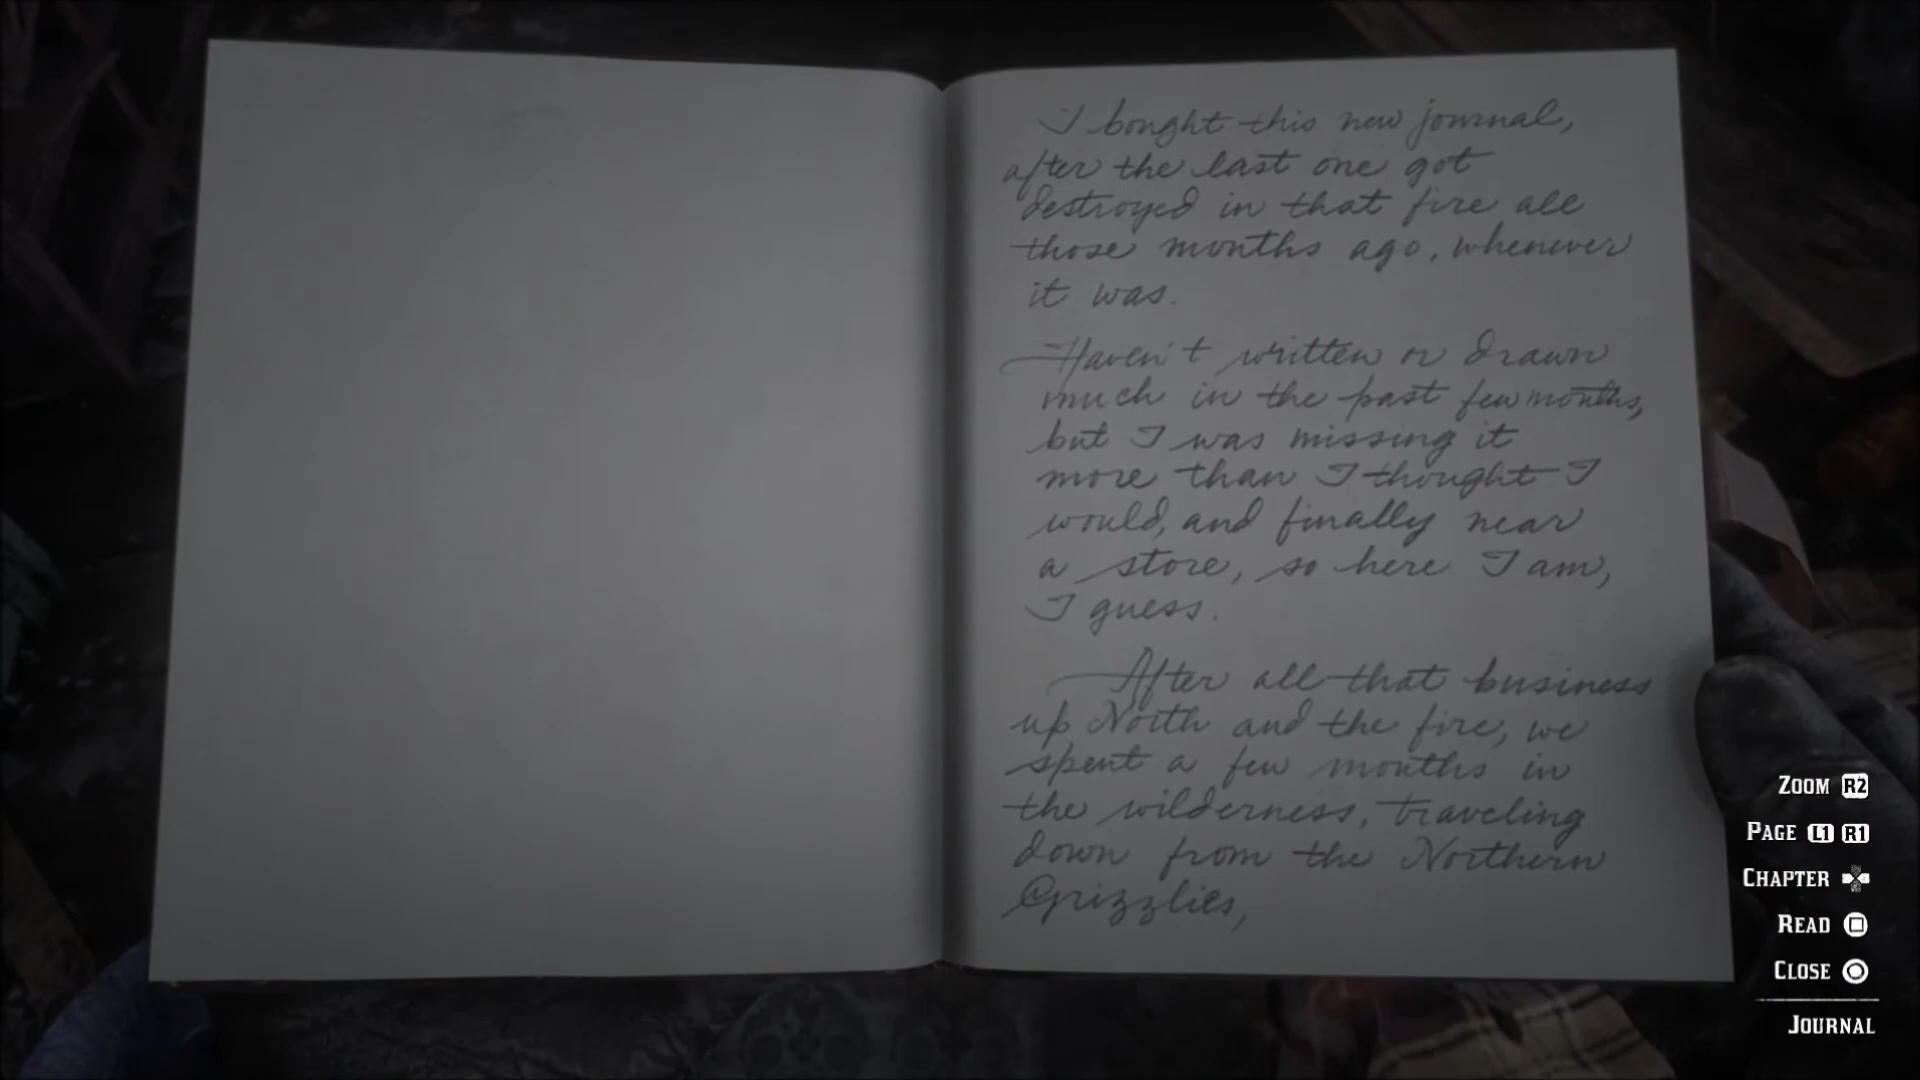 I bought this new journal,
after the last one got
destroyed in that fire all
those months ago, whenever
it was.
Haven't written or drawn
much in the past few months,
but I was missing it
more than I thought I
would, and finally near
a store, so here I am,
I guess.
After all that business
up North and the fire, we
spent a few months in
the wilderness, traveling
down from the Northern
Grizzlies,
ZOOM R2
PAGE L1 R1
CHAPTER
READ
CLOSE
JOURNAL